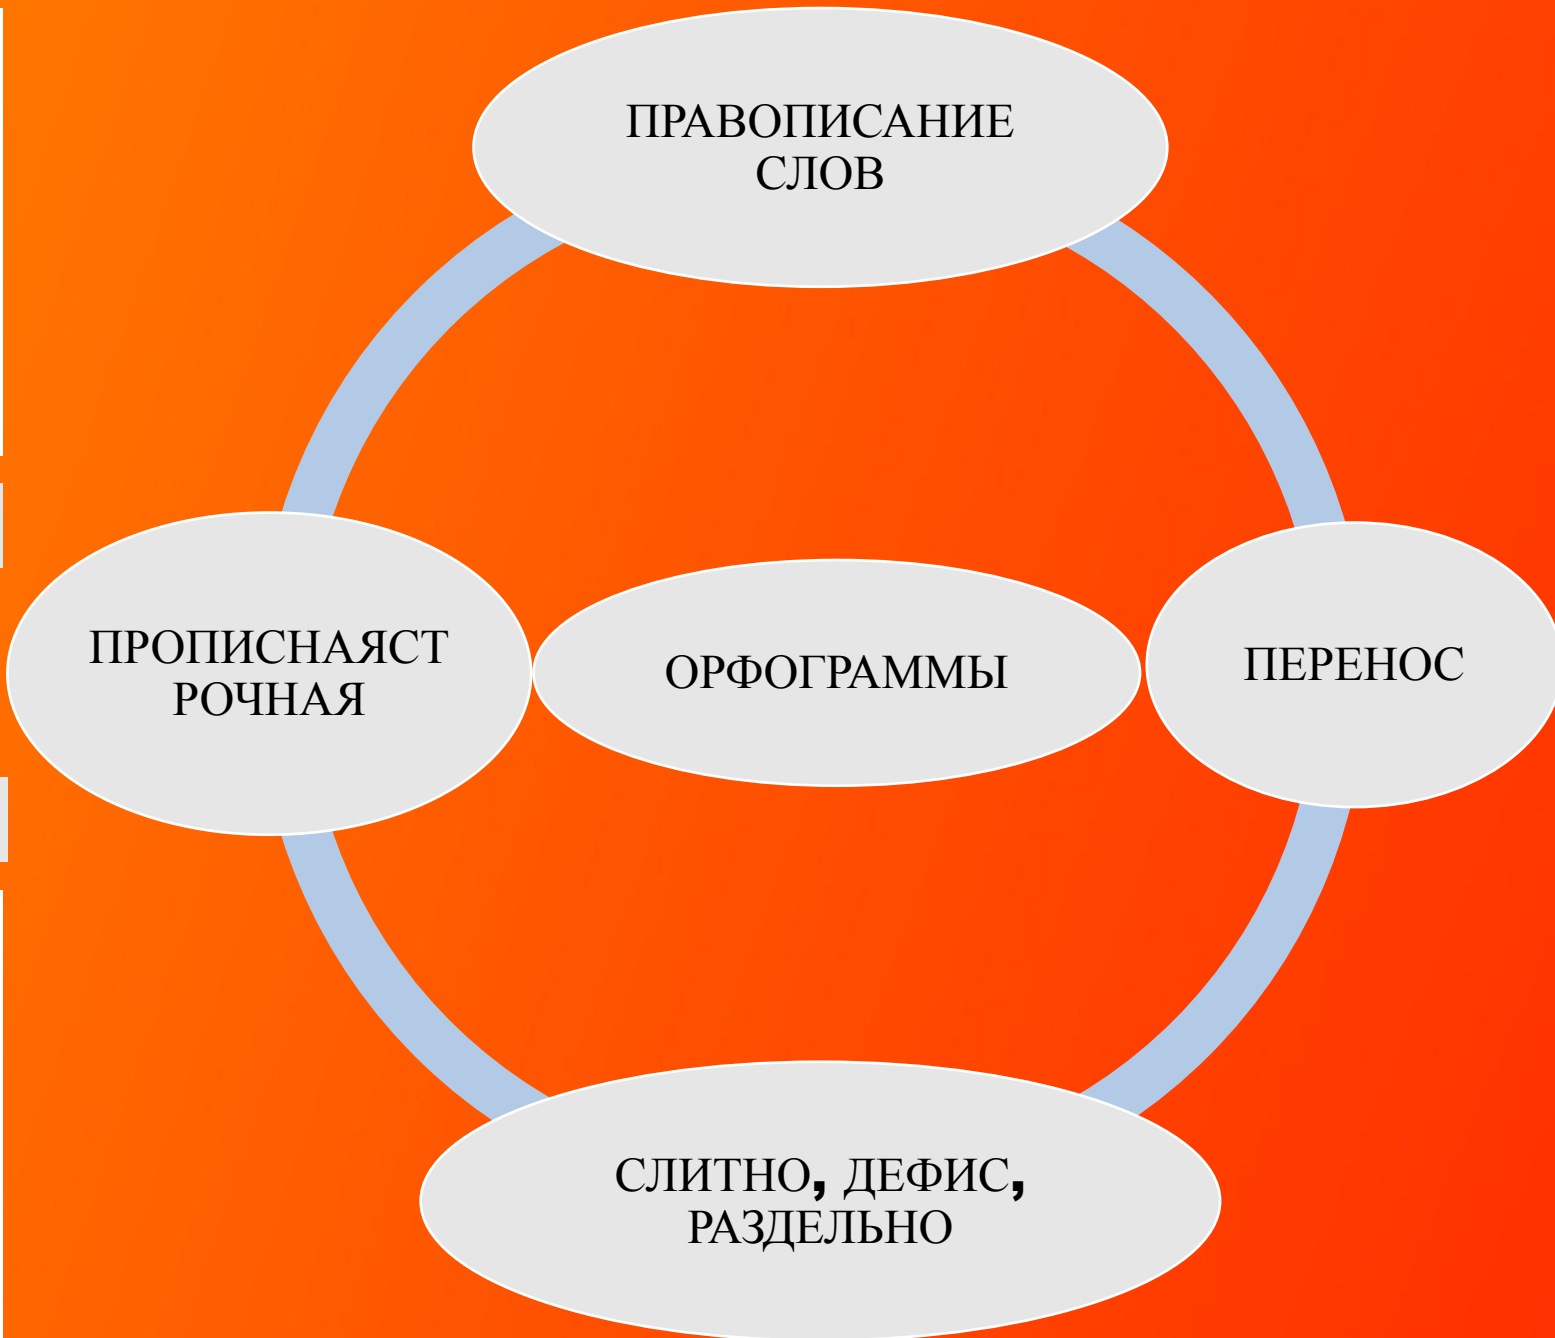 ПРАВОПИСАНИЕ
СЛОВ
ПРОПИСНАЯСТ
РОЧНАЯ
ОРФОГРАММЫ
ПЕРЕНОС
СЛИТНО, ДЕФИС,
РАЗДЕЛЬНО